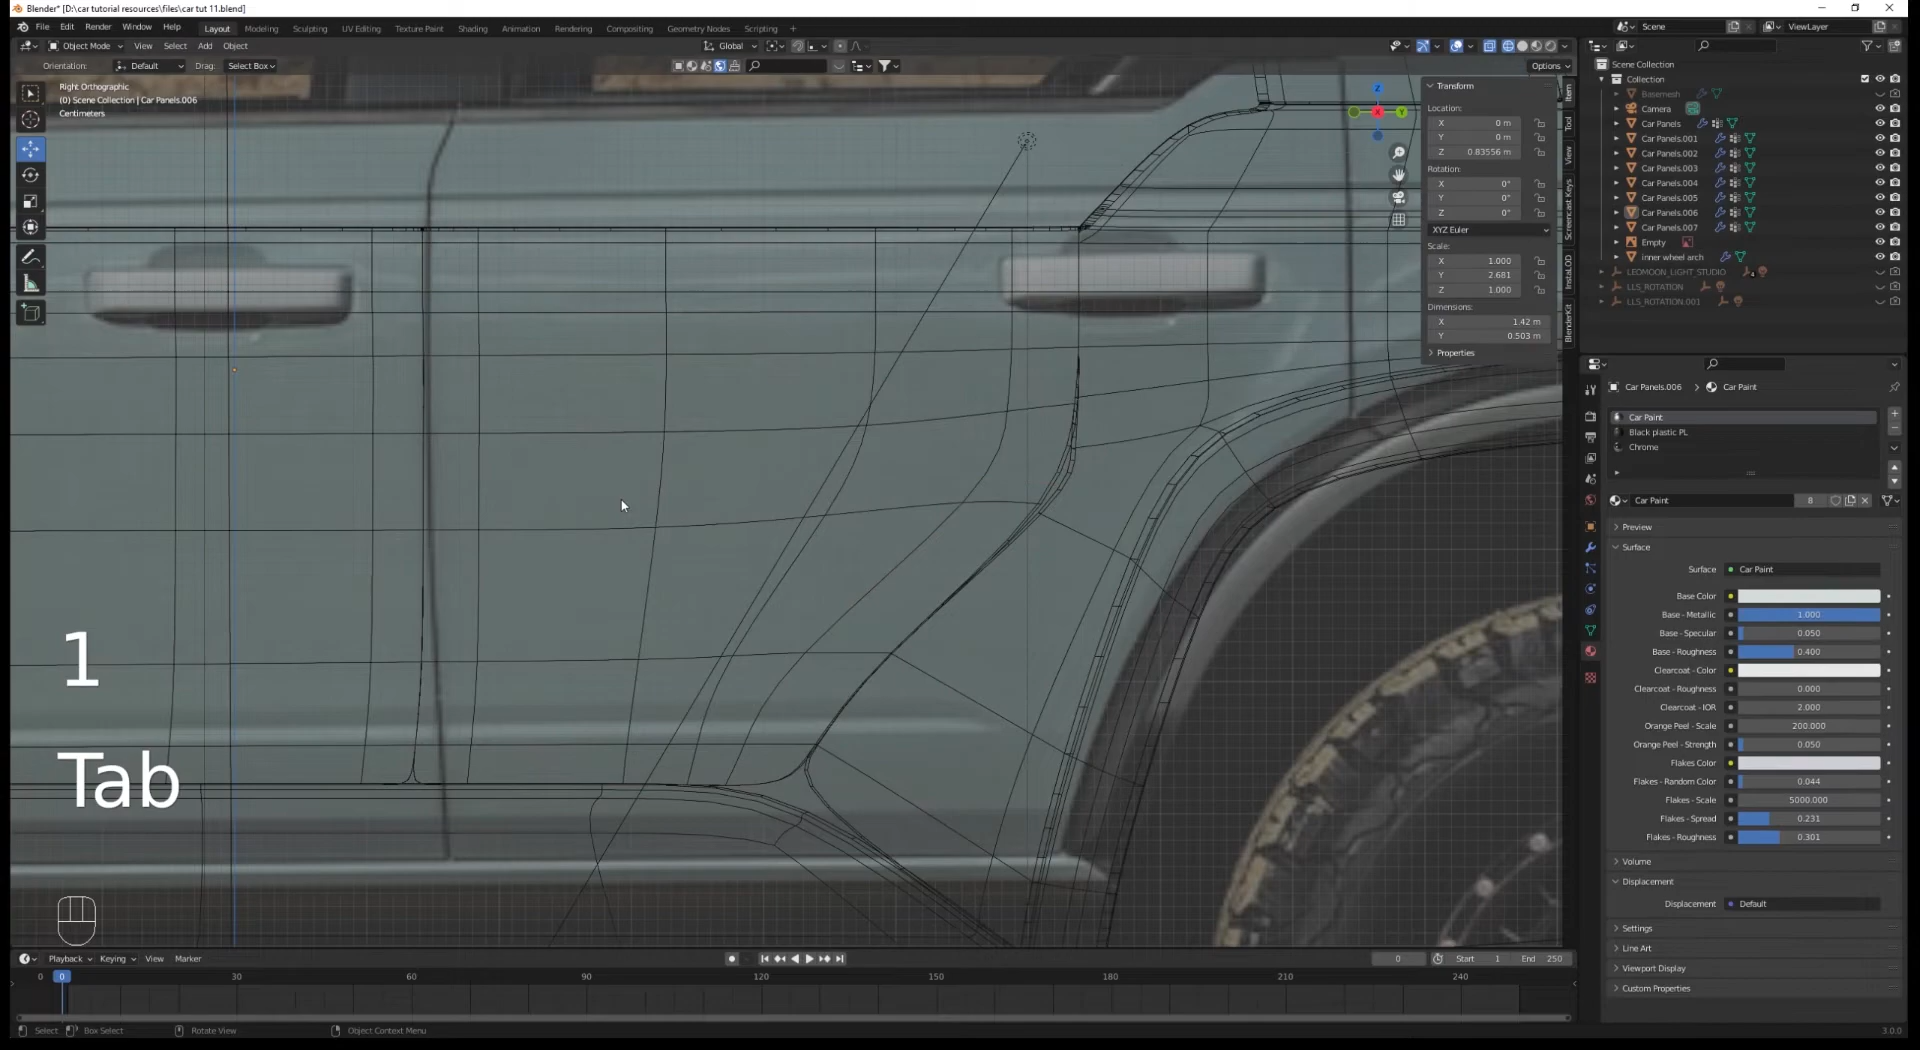 Blender* [D:\car tutorial resources\files\car tut 11.blend]
File Edit Render Window Help Layout Modeling Sculpting UV Editing Texture Paint Shading Animation Rendering Compositing Geometry Nodes Scripting +
Scene ViewLayer
Object Mode View Select Add Object Global
Orientation: Default Drag: Select Box Options
Right Orthographic
(0) Scene Collection | Car Panels.006
Centimeters
Z
X
Y
Transform
Location:
X 0 m
Y 0 m
Z 0.83556 m
Rotation:
X 0°
Y 0°
Z 0°
XYZ Euler
Scale:
X 1.000
Y 2.681
Z 1.000
Dimensions:
X 1.42 m
Y 0.503 m
Properties
Item
Tool
View
Screencast Keys
InstaLOD
BlenderKit
Scene Collection
Collection
Basemesh
Camera
Car Panels
Car Panels.001
Car Panels.002
Car Panels.003
Car Panels.004
Car Panels.005
Car Panels.006
Car Panels.007
Empty
inner wheel arch
LEOMOON_LIGHT_STUDIO 4
LLS_ROTATION
LLS_ROTATION.001
Car Panels.006 > Car Paint
Car Paint
Black plastic PL
Chrome
Car Paint 8
Preview
Surface
Surface Car Paint
Base Color
Base - Metallic 1.000
Base - Specular 0.050
Base - Roughness 0.400
Clearcoat - Color
Clearcoat - Roughness 0.000
Clearcoat - IOR 2.000
Orange Peel - Scale 200.000
Orange Peel - Strength 0.050
Flakes Color
Flakes - Random Color 0.044
Flakes - Scale 5000.000
Flakes - Spread 0.231
Flakes - Roughness 0.301
Volume
Displacement
Displacement Default
Settings
Line Art
Viewport Display
Custom Properties
1
Tab
Playback Keying View Marker 0 Start 1 End 250
0 0 30 60 90 120 150 180 210 240
Select Box Select Rotate View Object Context Menu 3.0.0